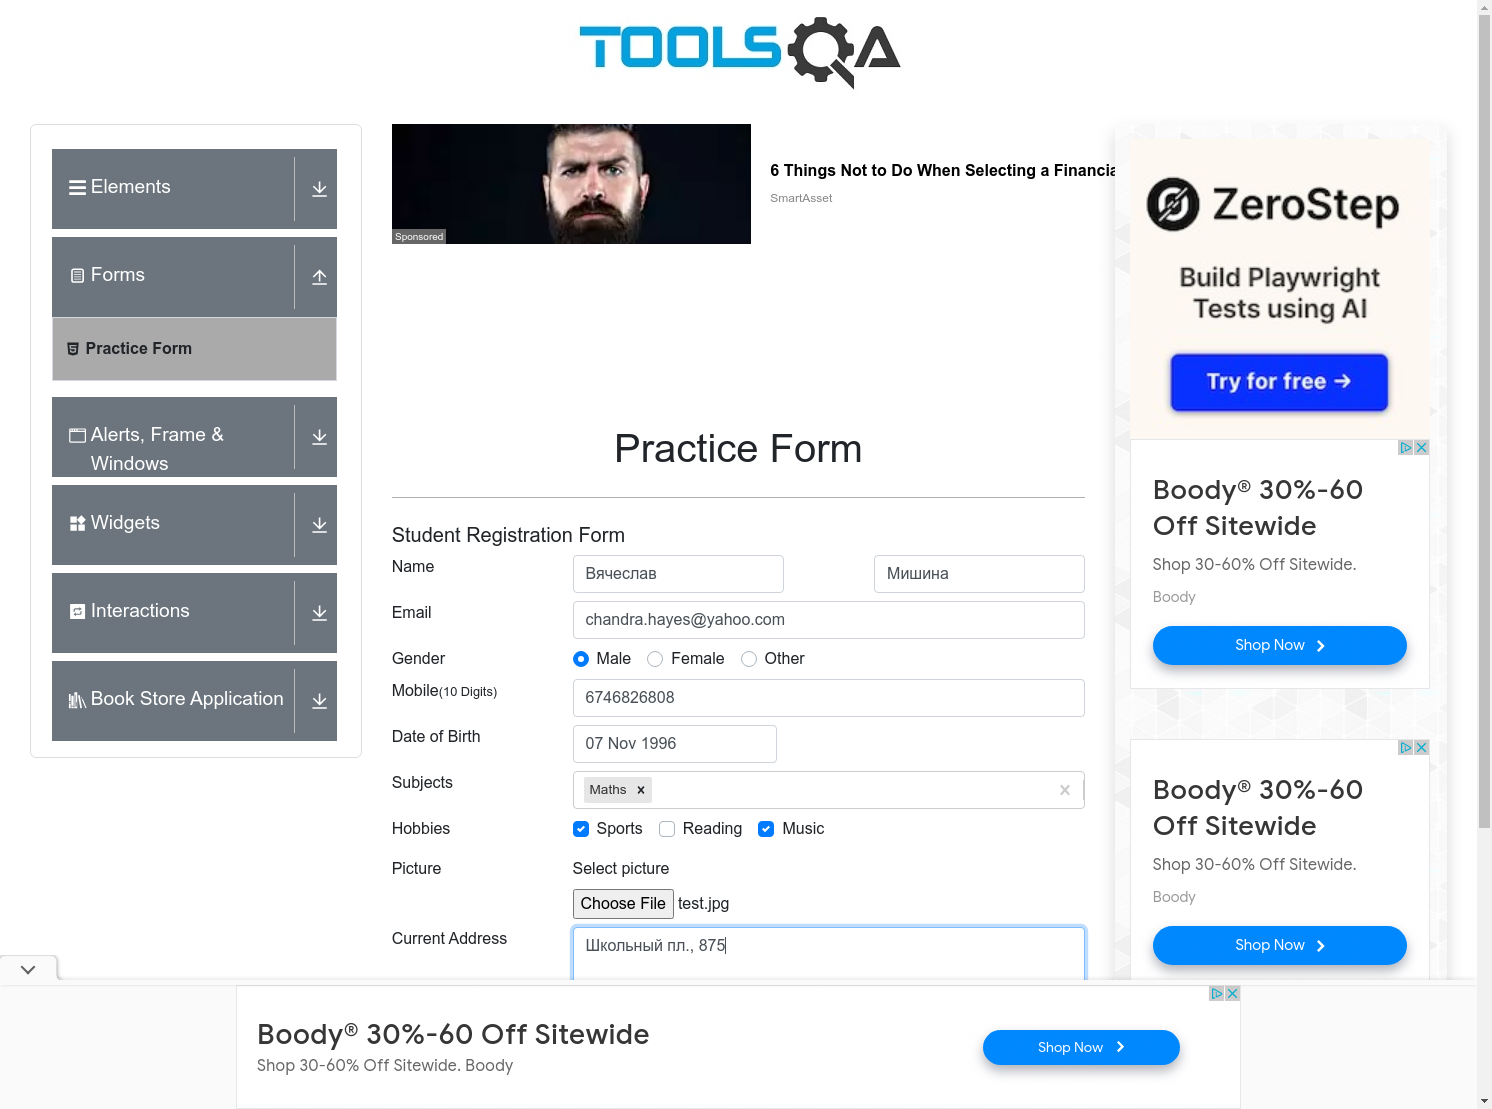 TOOLSQA
Elements
Forms
Practice Form
Alerts, Frame &
Windows
Widgets
Interactions
Book Store Application
Sponsored
6 Things Not to Do When Selecting a Financia
SmartAsset
Practice Form
Student Registration Form
Name
Вячеслав
Мишина
Email
chandra.hayes@yahoo.com
Gender
Male
Female
Other
Mobile(10 Digits)
6746826808
Date of Birth
07 Nov 1996
Subjects
Maths
Hobbies
Sports
Reading
Music
Picture
Select picture
Choose File test.jpg
Current Address
Школьный пл., 875
ZeroStep
Build Playwright
Tests using AI
Try for free →
Boody® 30%-60
Off Sitewide
Shop 30-60% Off Sitewide.
Boody
Shop Now
Boody® 30%-60
Off Sitewide
Shop 30-60% Off Sitewide.
Boody
Shop Now
Boody® 30%-60 Off Sitewide
Shop 30-60% Off Sitewide. Boody
Shop Now